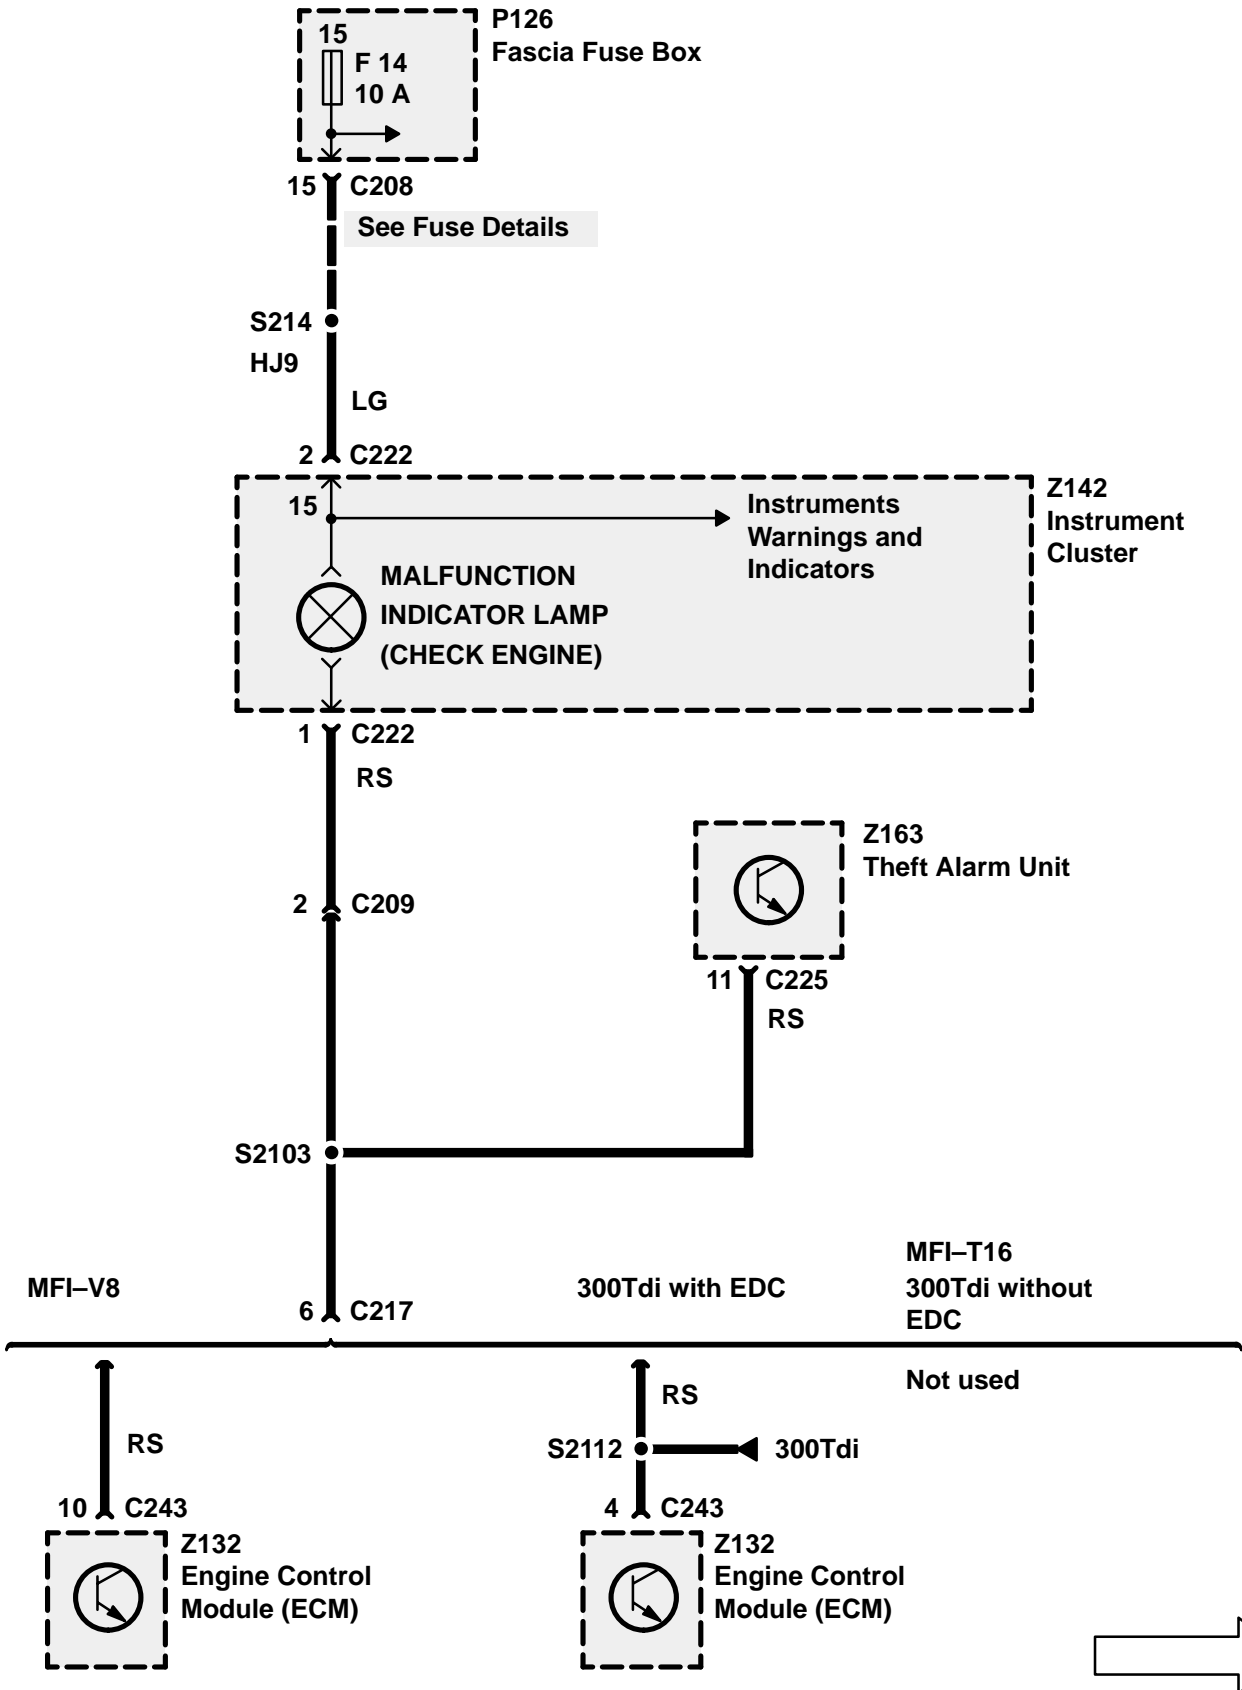 P126
Fascia Fuse Box
15
F 14
10 A
15 C208
See Fuse Details
S214
HJ9
LG
2 C222
Z142
Instrument
Cluster
15
Instruments
Warnings and
Indicators
MALFUNCTION
INDICATOR LAMP
(CHECK ENGINE)
1 C222
RS
Z163
Theft Alarm Unit
2 C209
11 C225
RS
S2103
MFI–V8
6 C217
300Tdi with EDC
MFI–T16
300Tdi without
EDC
Not used
RS
RS
S2112
300Tdi
10 C243
4 C243
Z132
Engine Control
Module (ECM)
Z132
Engine Control
Module (ECM)